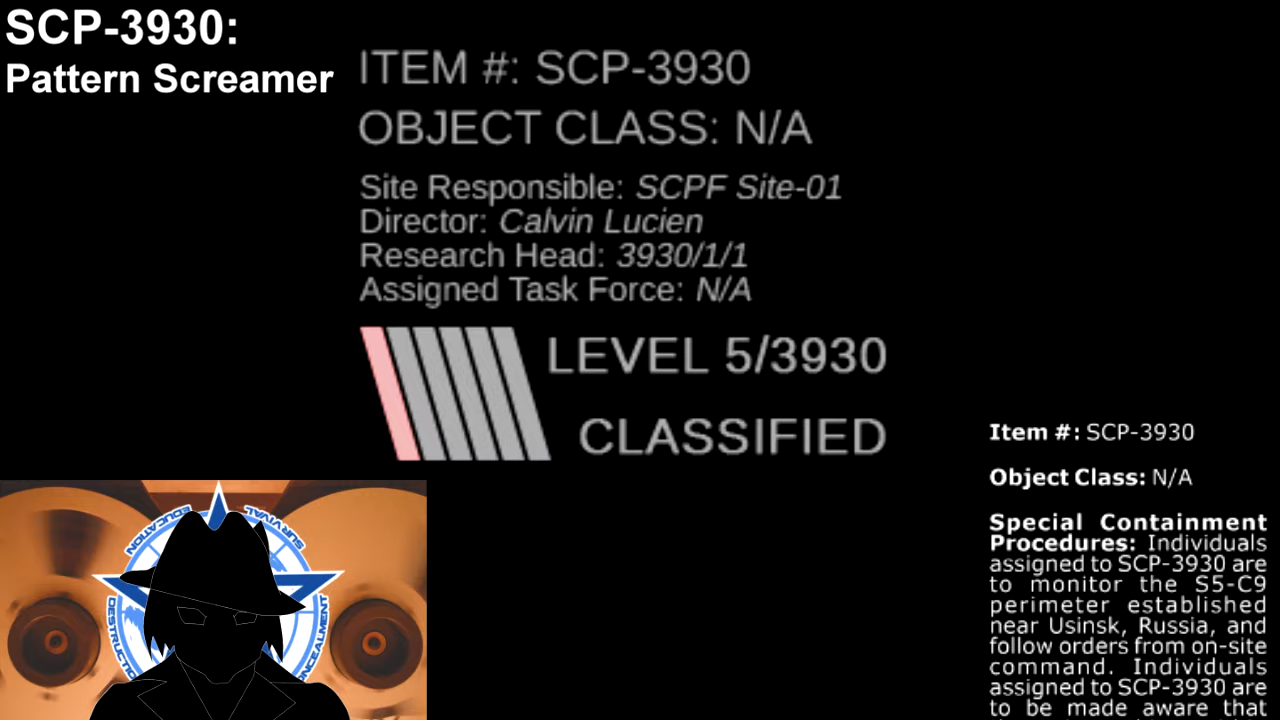 SCP-3930:
Pattern Screamer
ITEM #: SCP-3930
OBJECT CLASS: N/A
Site Responsible: SCPF Site-01
Director: Calvin Lucien
Research Head: 3930/1/1
Assigned Task Force: N/A
LEVEL 5/3930
CLASSIFIED
Item #: SCP-3930
Object Class: N/A
Special Containment
Procedures: Individuals
assigned to SCP-3930 are
to monitor the S5-C9
perimeter established
near Usinsk, Russia, and
follow orders from on-site
command. Individuals
assigned to SCP-3930 are
to be made aware that
EDUCATION
SURVIVAL